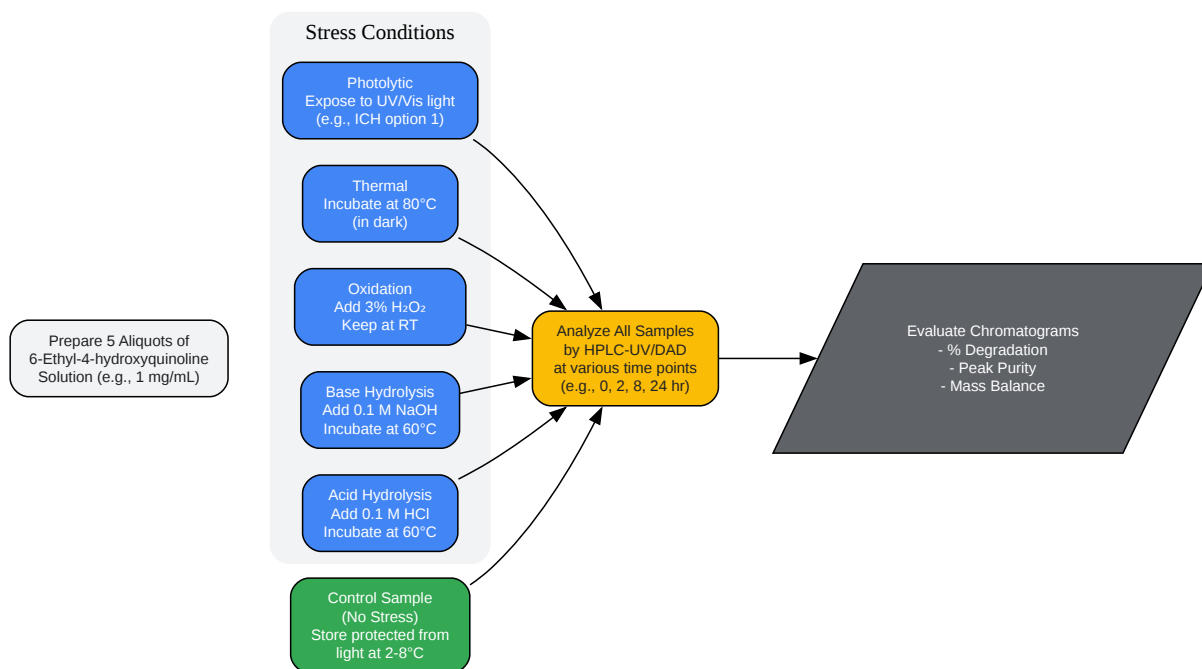 Stress Conditions
Photolytic
Expose to UV/Vis light
(e.g., ICH option 1)
Thermal
Incubate at 80°C
(in dark)
Oxidation
Add 3% H₂O₂
Keep at RT
Base Hydrolysis
Add 0.1 M NaOH
Incubate at 60°C
Acid Hydrolysis
Add 0.1 M HCl
Incubate at 60°C
Control Sample
(No Stress)
Store protected from
light at 2-8°C
Prepare 5 Aliquots of
6-Ethyl-4-hydroxyquinoline
Solution (e.g., 1 mg/mL)
Analyze All Samples
by HPLC-UV/DAD
at various time points
(e.g., 0, 2, 8, 24 hr)
Evaluate Chromatograms
- % Degradation
- Peak Purity
- Mass Balance